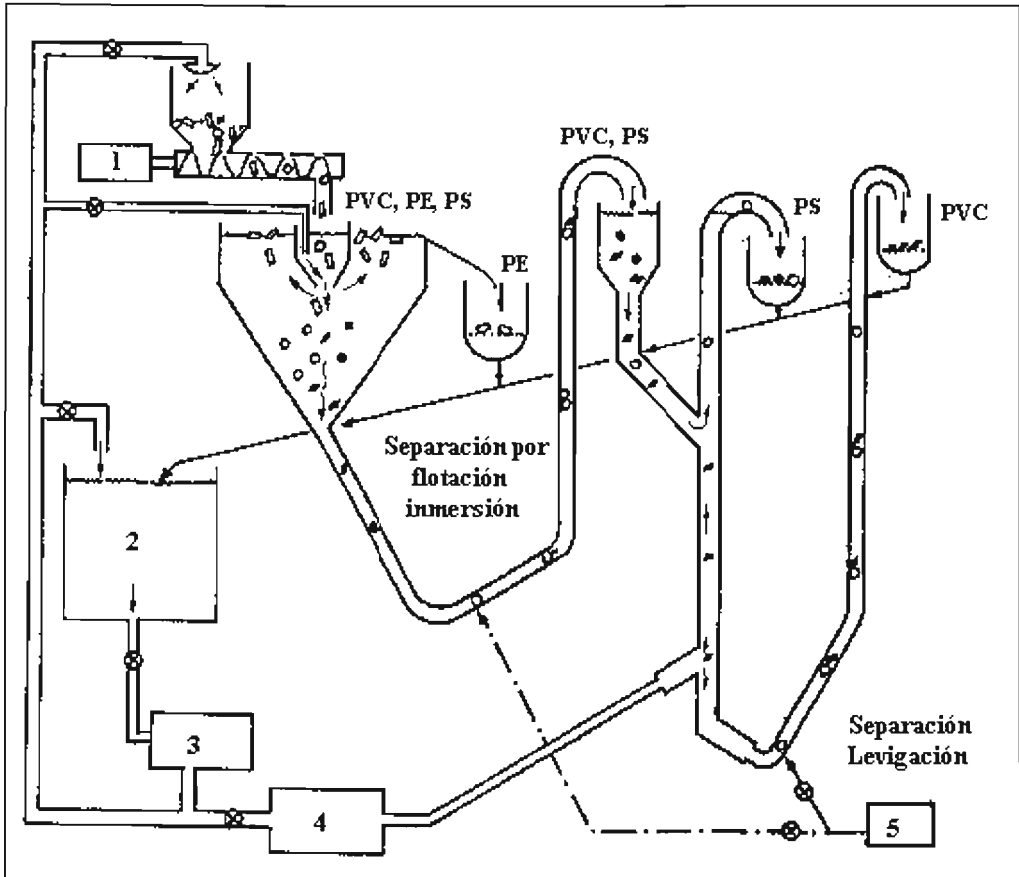 PVC, PS
1
PVC, PE, PS
PS
PVC
PE
Separación por
flotación
inmersión
2
3
Separación
Levigación
4
5